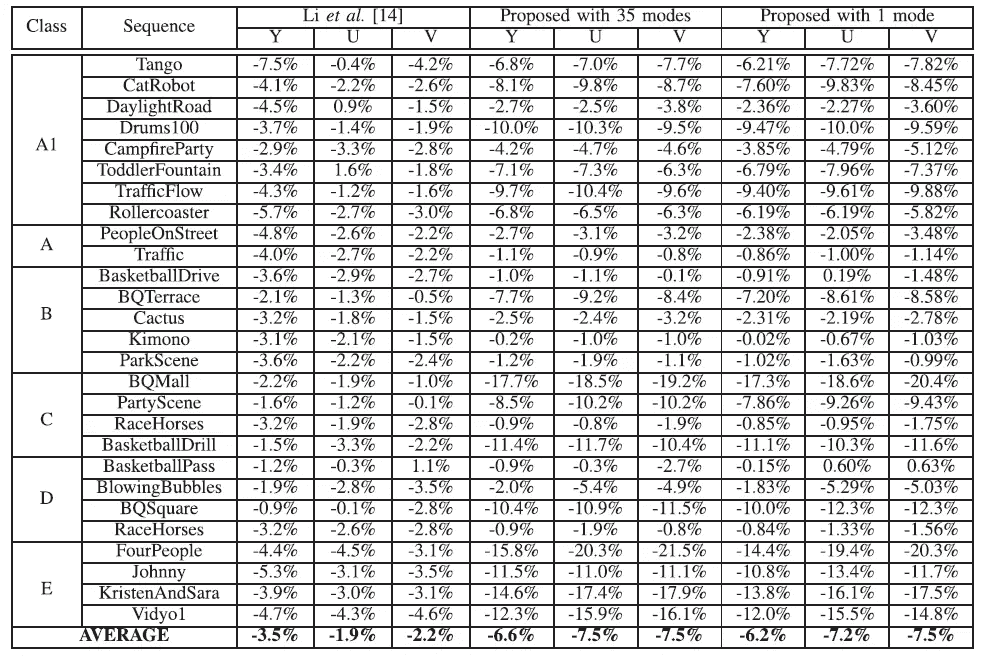 Class Sequence Li et al. [14] Proposed with 35 modes Proposed with 1 mode
Y U V Y U V Y U V
A1
Tango -7.5% -0.4% -4.2% -6.8% -7.0% -7.7% -6.21% -7.72% -7.82%
CatRobot -4.1% -2.2% -2.6% -8.1% -9.8% -8.7% -7.60% -9.83% -8.45%
DaylightRoad -4.5% 0.9% -1.5% -2.7% -2.5% -3.8% -2.36% -2.27% -3.60%
Drums100 -3.7% -1.4% -1.9% -10.0% -10.3% -9.5% -9.47% -10.0% -9.59%
CampfireParty -2.9% -3.3% -2.8% -4.2% -4.7% -4.6% -3.85% -4.79% -5.12%
ToddlerFountain -3.4% 1.6% -1.8% -7.1% -7.3% -6.3% -6.79% -7.96% -7.37%
TrafficFlow -4.3% -1.2% -1.6% -9.7% -10.4% -9.6% -9.40% -9.61% -9.88%
Rollercoaster -5.7% -2.7% -3.0% -6.8% -6.5% -6.3% -6.19% -6.19% -5.82%
A
PeopleOnStreet -4.8% -2.6% -2.2% -2.7% -3.1% -3.2% -2.38% -2.05% -3.48%
Traffic -4.0% -2.7% -2.2% -1.1% -0.9% -0.8% -0.86% -1.00% -1.14%
B
BasketballDrive -3.6% -2.9% -2.7% -1.0% -1.1% -0.1% -0.91% 0.19% -1.48%
BQTerrace -2.1% -1.3% -0.5% -7.7% -9.2% -8.4% -7.20% -8.61% -8.58%
Cactus -3.2% -1.8% -1.5% -2.5% -2.4% -3.2% -2.31% -2.19% -2.78%
Kimono -3.1% -2.1% -1.5% -0.2% -1.0% -1.0% -0.02% -0.67% -1.03%
ParkScene -3.6% -2.2% -2.4% -1.2% -1.9% -1.1% -1.02% -1.63% -0.99%
C
BQMall -2.2% -1.9% -1.0% -17.7% -18.5% -19.2% -17.3% -18.6% -20.4%
PartyScene -1.6% -1.2% -0.1% -8.5% -10.2% -10.2% -7.86% -9.26% -9.43%
RaceHorses -3.2% -1.9% -2.8% -0.9% -0.8% -1.9% -0.85% -0.95% -1.75%
BasketballDrill -1.5% -3.3% -2.2% -11.4% -11.7% -10.4% -11.1% -10.3% -11.6%
D
BasketballPass -1.2% -0.3% 1.1% -0.9% -0.3% -2.7% -0.15% 0.60% 0.63%
BlowingBubbles -1.9% -2.8% -3.5% -2.0% -5.4% -4.9% -1.83% -5.29% -5.03%
BQSquare -0.9% -0.1% -2.8% -10.4% -10.9% -11.5% -10.0% -12.3% -12.3%
RaceHorses -3.2% -2.6% -2.8% -0.9% -1.9% -0.8% -0.84% -1.33% -1.56%
E
FourPeople -4.4% -4.5% -3.1% -15.8% -20.3% -21.5% -14.4% -19.4% -20.3%
Johnny -5.3% -3.1% -3.5% -11.5% -11.0% -11.1% -10.8% -13.4% -11.7%
KristenAndSara -3.9% -3.0% -3.1% -14.6% -17.4% -17.9% -13.8% -16.1% -17.5%
Vidyo1 -4.7% -4.3% -4.6% -12.3% -15.9% -16.1% -12.0% -15.5% -14.8%
AVERAGE -3.5% -1.9% -2.2% -6.6% -7.5% -7.5% -6.2% -7.2% -7.5%